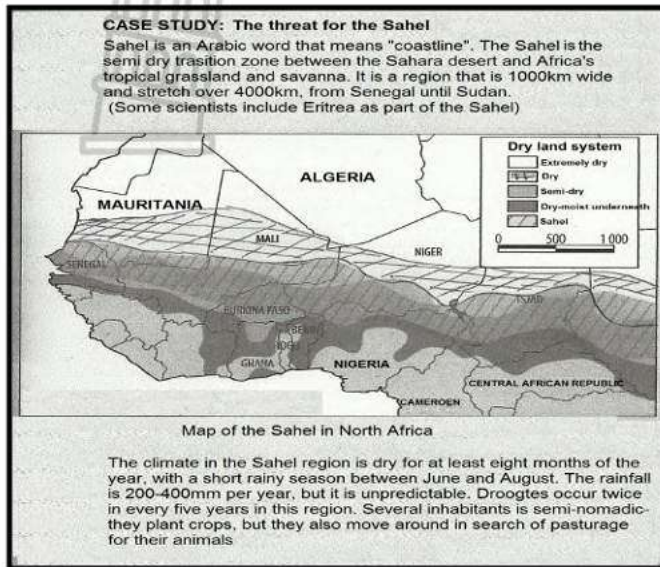 CASE STUDY: The threat for the Sahel
Sahel is an Arabic word that means "coastline". The Sahel is the
semi dry trasition zone between the Sahara desert and Africa's
tropical grassland and savanna. It is a region that is 1000km wide
and stretch over 4000km, from Senegal until Sudan.
(Some scientists include Eritrea as part of the Sahel)
Dry land system
Extremely dry
Dry
Semi-dry
Dry-moist underneath
Sahel
0 500 1 000
ALGERIA
MAURITANIA
MALI
NIGER
SENEGAL
TSJAD
BURKINA FASO
BENIN
GHANA
NIGERIA
CENTRAL AFRICAN REPUBLIC
CAMEROEN
Map of the Sahel in North Africa
The climate in the Sahel region is dry for at least eight months of the
year, with a short rainy season between June and August. The rainfall
is 200-400mm per year, but it is unpredictable. Droogtes occur twice
in every five years in this region. Several inhabitants is semi-nomadic-
they plant crops, but they also move around in search of pasturage
for their animals